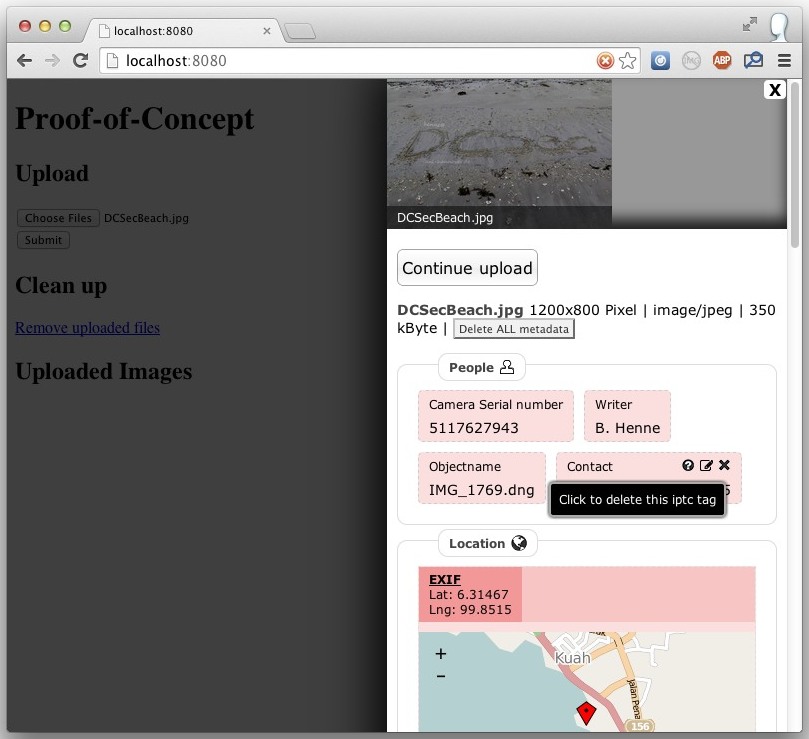 localhost:8080
localhost:8080
ABP
Proof-of-Concept
Upload
Choose Files DCSecBeach.jpg
Submit
Clean up
Remove uploaded files
Uploaded Images
X
DCSec
DCSecBeach.jpg
Continue upload
DCSecBeach.jpg 1200x800 Pixel | image/jpeg | 350
kByte | Delete ALL metadata
People
Camera Serial number
5117627943
Writer
B. Henne
Objectname
IMG_1769.dng
Contact
Click to delete this iptc tag
Location
EXIF
Lat: 6.31467
Lng: 99.8515
+
-
Kuah
Jalan Pena
156